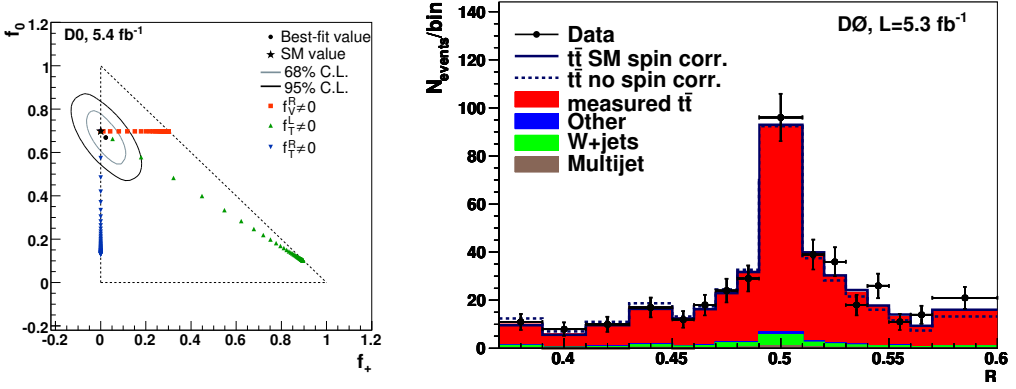 f₀
D0, 5.4 fb⁻¹
Best-fit value
SM value
68% C.L.
95% C.L.
f_V^R≠0
f_T^L≠0
f_T^R≠0
1.2
1
0.8
0.6
0.4
0.2
0
-0.2
-0.2 0 0.2 0.4 0.6 0.8 1 1.2
f₊
N_events/bin
DØ, L=5.3 fb⁻¹
Data
tt̄ SM spin corr.
tt̄ no spin corr.
measured tt̄
Other
W+jets
Multijet
140
120
100
80
60
40
20
0
0.4 0.45 0.5 0.55 0.6
R